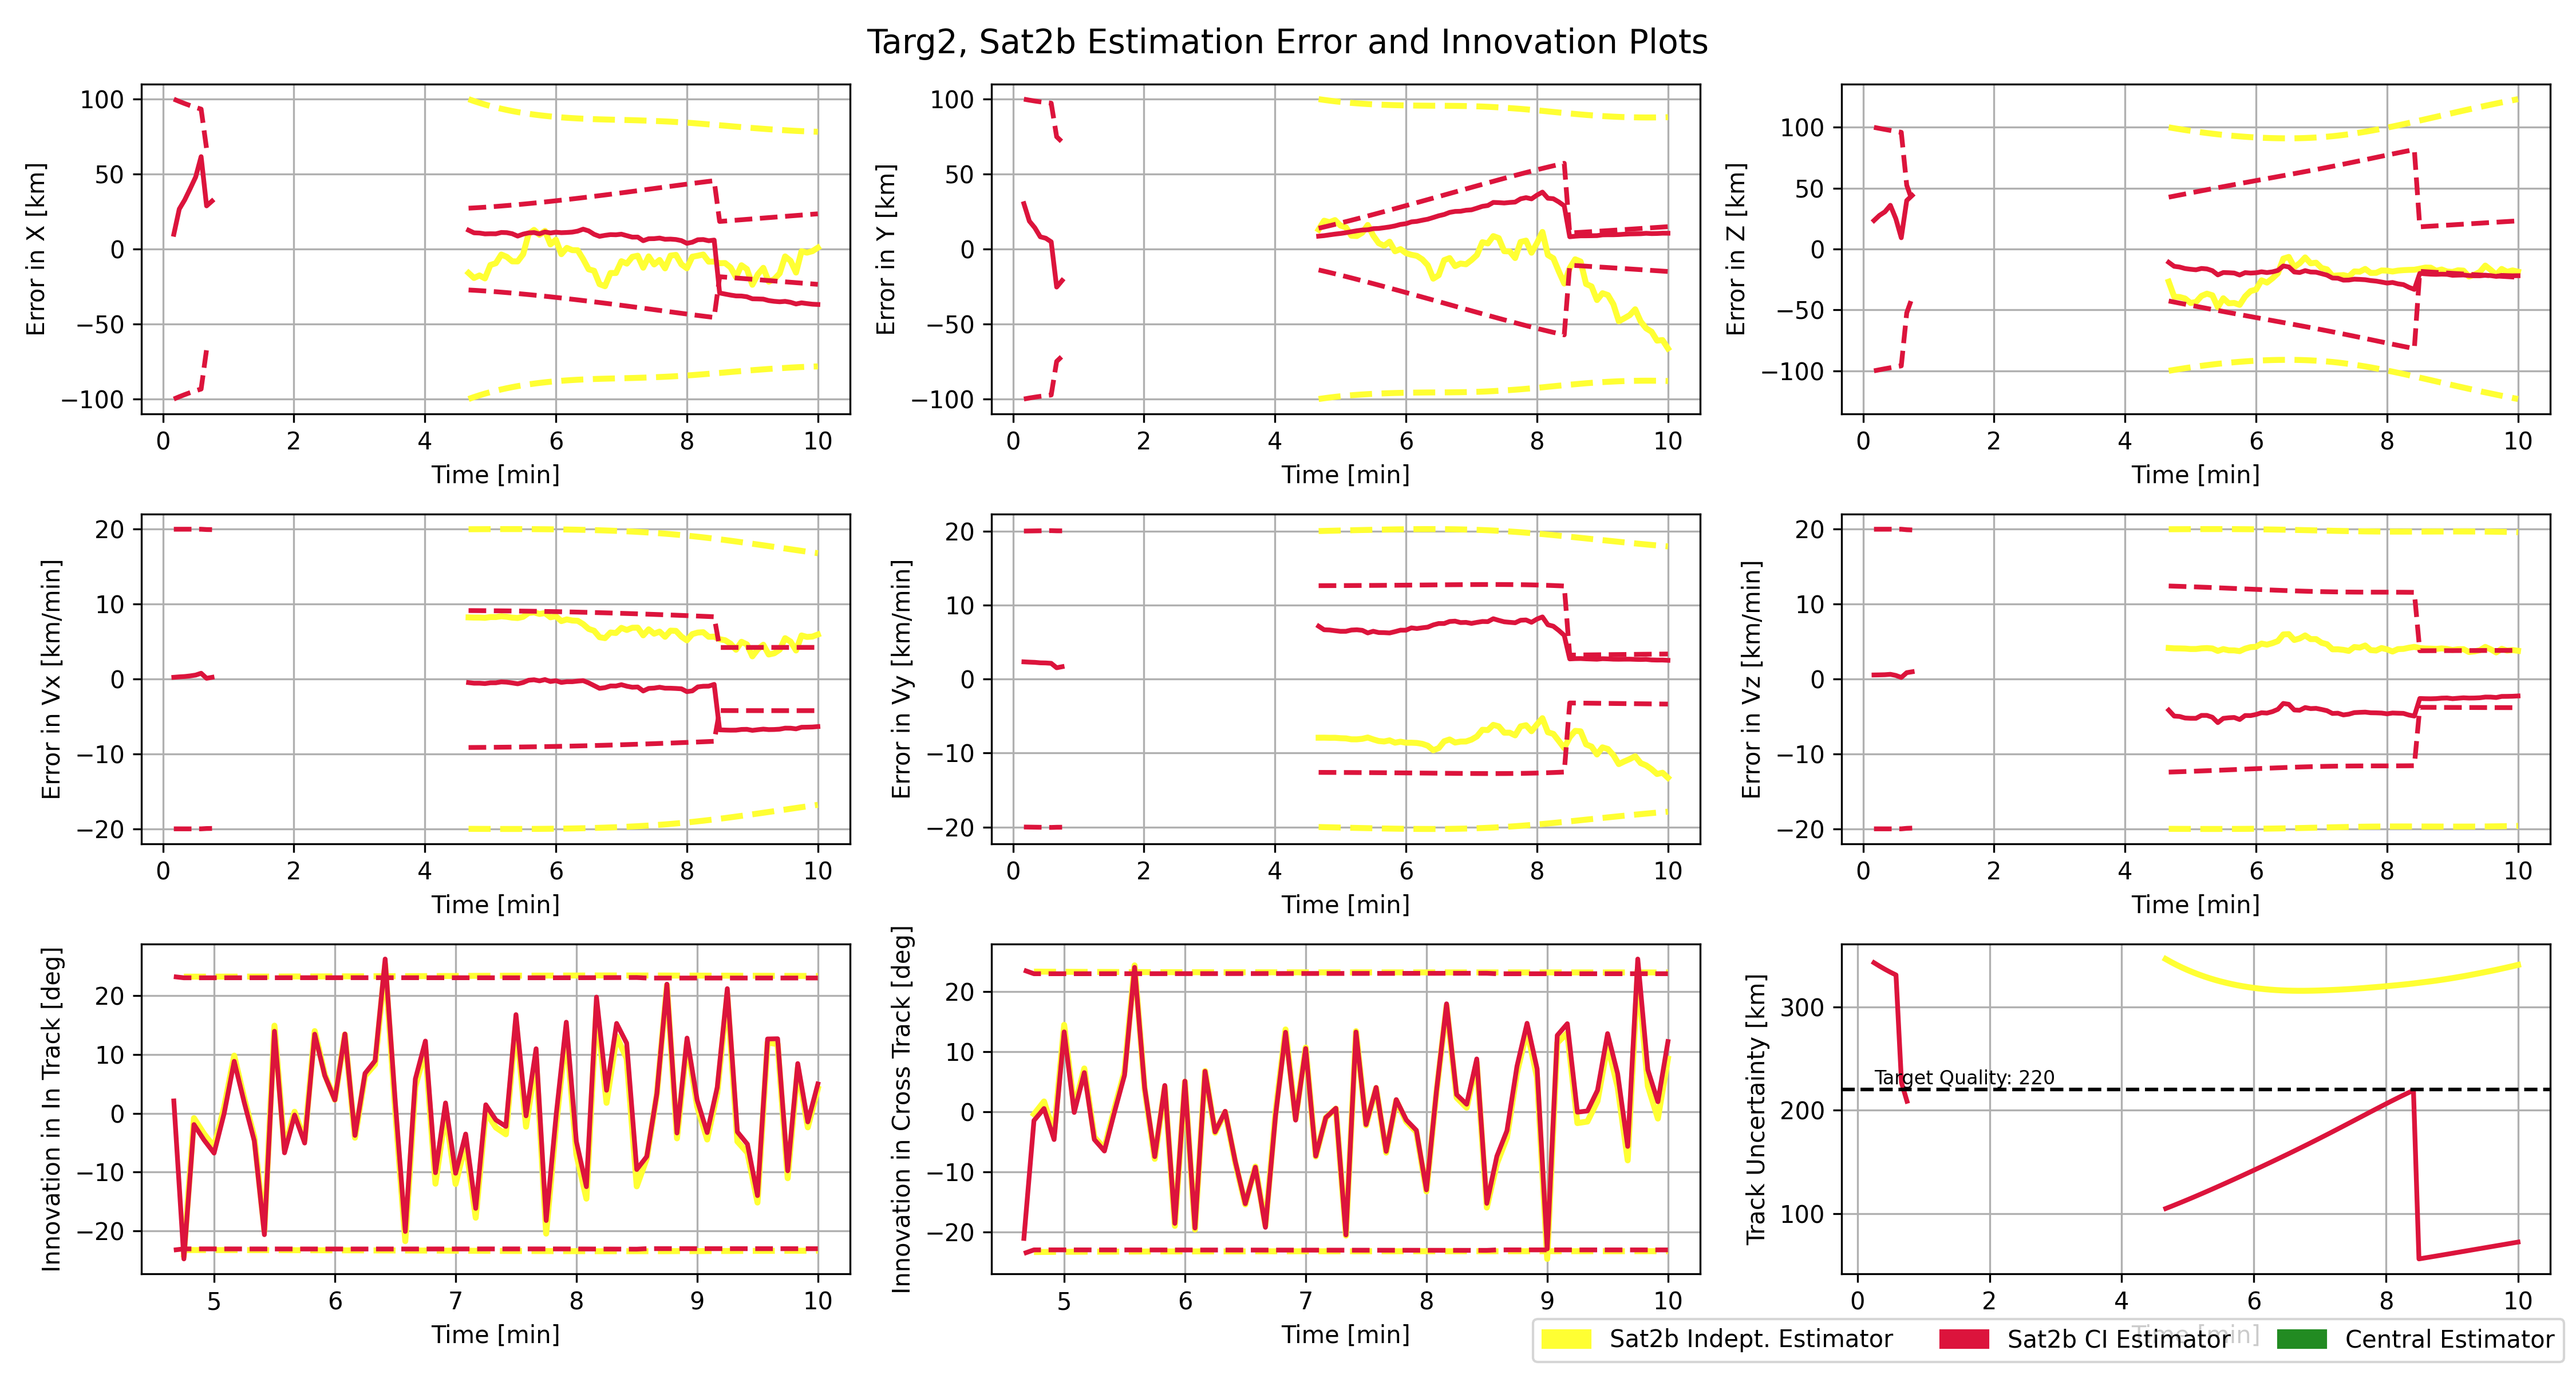 Targ2, Sat2b Estimation Error and Innovation Plots
Error in X [km]
100
50
0
−50
−100
0 2 4 6 8 10
Time [min]
Error in Y [km]
100
50
0
−50
−100
0 2 4 6 8 10
Time [min]
Error in Z [km]
100
50
0
−50
−100
0 2 4 6 8 10
Time [min]
Error in Vx [km/min]
20
10
0
−10
−20
0 2 4 6 8 10
Time [min]
Error in Vy [km/min]
20
10
0
−10
−20
0 2 4 6 8 10
Time [min]
Error in Vz [km/min]
20
10
0
−10
−20
0 2 4 6 8 10
Time [min]
Innovation in In Track [deg]
20
10
0
−10
−20
5 6 7 8 9 10
Time [min]
Innovation in Cross Track [deg]
20
10
0
−10
−20
5 6 7 8 9 10
Time [min]
Track Uncertainty [km]
300
200
100
Target Quality: 220
0 2 4 6 8 10
Time [min]
Sat2b Indept. Estimator
Sat2b CI Estimator
Central Estimator